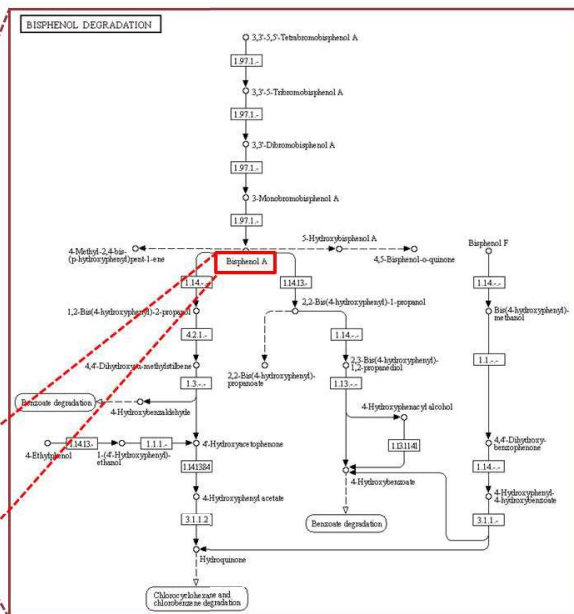 BISPHENOL DEGRADATION
3,3'-5,5'-Tetrabromobisphenol A
1.97.1.-
3,3'-5-Tribromobisphenol A
1.97.1.-
3,3'-Dibromobisphenol A
1.97.1.-
3-Monobromobisphenol A
1.97.1.-
5-Hydroxybisphenol A
4-Methyl-2,4-bis-
(p-hydroxyphenyl)pent-1-ene
4,5-Bisphenol-o-quinone
Bisphenol F
Bisphenol A
1.14.-.-
1.14.13.-
1.14.-.-
1,2-Bis(4-hydroxyphenyl)-2-propanol
2,2-Bis(4-hydroxyphenyl)-1-propanol
Bis(4-hydroxyphenyl)-
methanol
4.2.1.-
1.14.-.-
1.1.-.-
4,4'-Dihydroxy-α-methylstilbene
2,2-Bis(4-hydroxyphenyl)-
propanoate
2,3-Bis(4-hydroxyphenyl)-
1,2-propanediol
1.3.-.-
1.13.-.-
Benzoate degradation
4-Hydroxybenzaldehyde
4-Hydroxyphenacyl alcohol
1.14.13.-
1.1.1.-
4'-Hydroxyacetophenone
4-Ethylphenol
1-(4'-Hydroxyphenyl)-
ethanol
1.13.11.41
4,4'-Dihydroxy-
benzophenone
1.14.13.84
1.14.-.-
4-Hydroxybenzoate
4-Hydroxyphenyl acetate
4-Hydroxyphenyl-
4-hydroxybenzoate
3.1.1.2
Benzoate degradation
3.1.1.-
Hydroquinone
Chlorocyclohexane and
chlorobenzene degradation